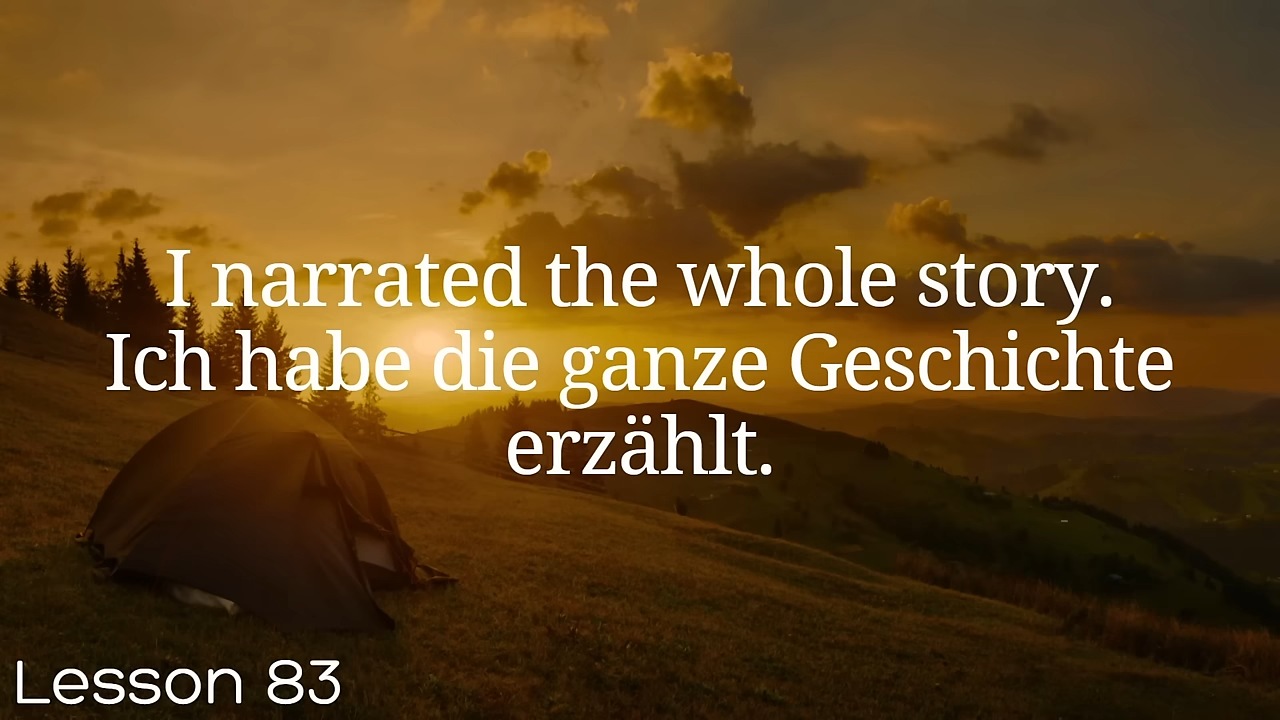 I narrated the whole story.
Ich habe die ganze Geschichte
erzählt.
Lesson 83